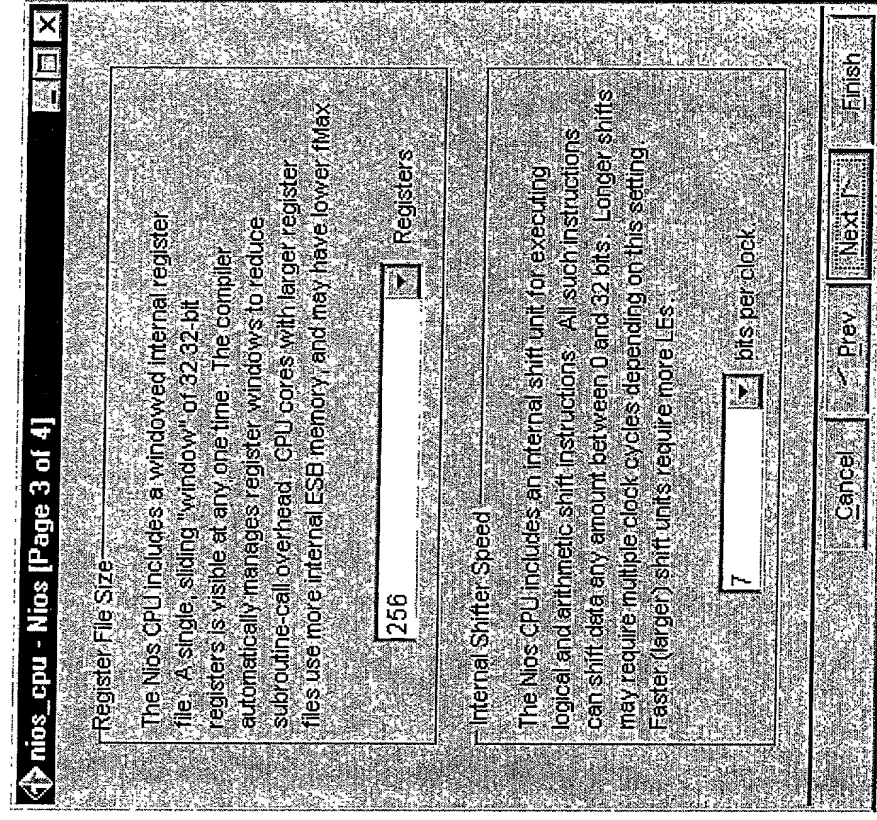 nios_cpu - Nios [Page 3 of 4]
Register File Size
The Nios CPU includes a windowed internal register
file. A single, sliding "window" of 32 32-bit
registers is visible at any one time. The compiler
automatically manages register windows to reduce
subroutine-call overhead. CPU cores with larger register
files use more internal ESB memory, and may have lower fMax
256
Registers
Internal Shifter Speed
The Nios CPU includes an internal shift unit for executing
logical and arithmetic shift instructions. All such instructions
can shift data any amount between 0 and 32 bits. Longer shifts
may require multiple clock cycles depending on this setting
Faster (larger) shift units require more LEs.
7
bits per clock.
Cancel
< Prev
Next >
Finish